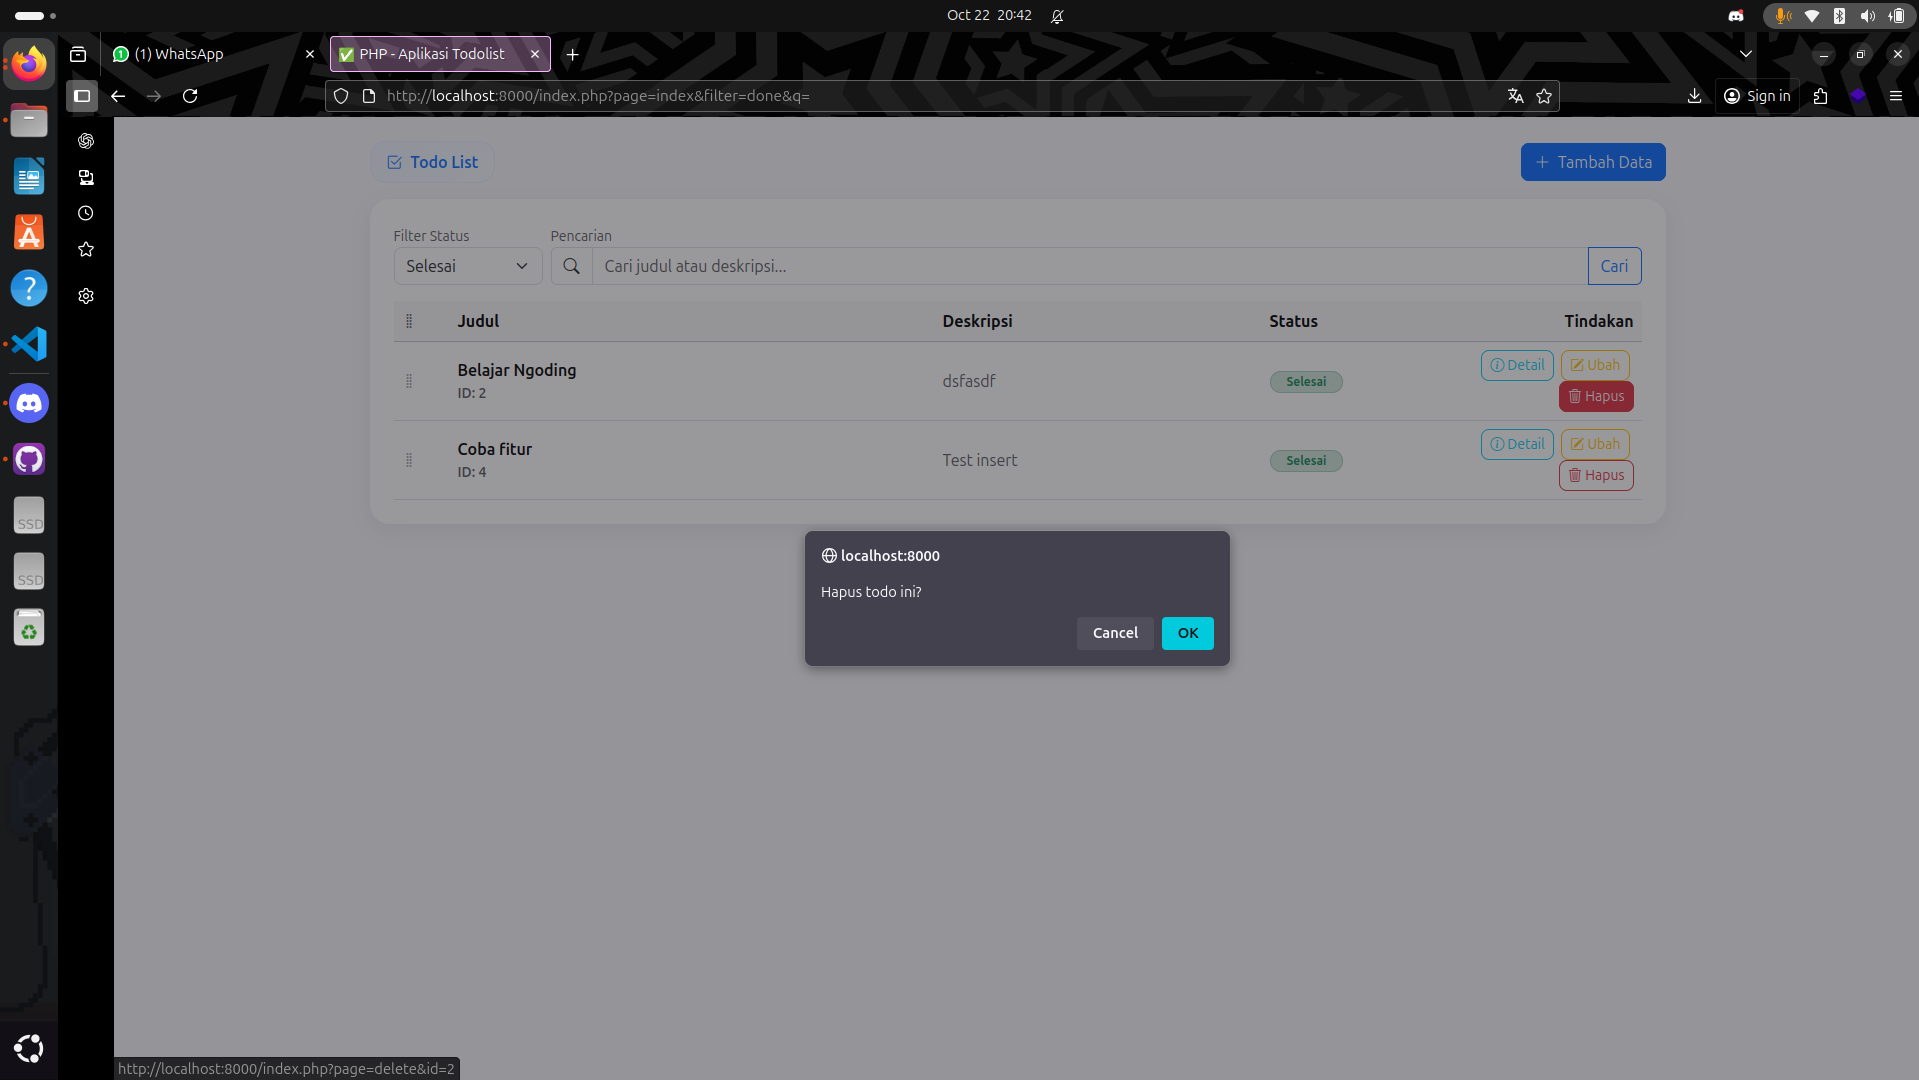 Oct 22 20:42
(1) WhatsApp
PHP - Aplikasi Todolist
http://localhost:8000/index.php?page=index&filter=done&q=
Sign in
Todo List
Tambah Data
Filter Status
Pencarian
Selesai
Cari judul atau deskripsi...
Cari
Judul
Deskripsi
Status
Tindakan
Belajar Ngoding
ID: 2
dsfasdf
Selesai
Detail
Ubah
Hapus
Coba fitur
ID: 4
Test insert
Selesai
Detail
Ubah
Hapus
localhost:8000
Hapus todo ini?
Cancel
OK
SSD
SSD
http://localhost:8000/index.php?page=delete&id=2